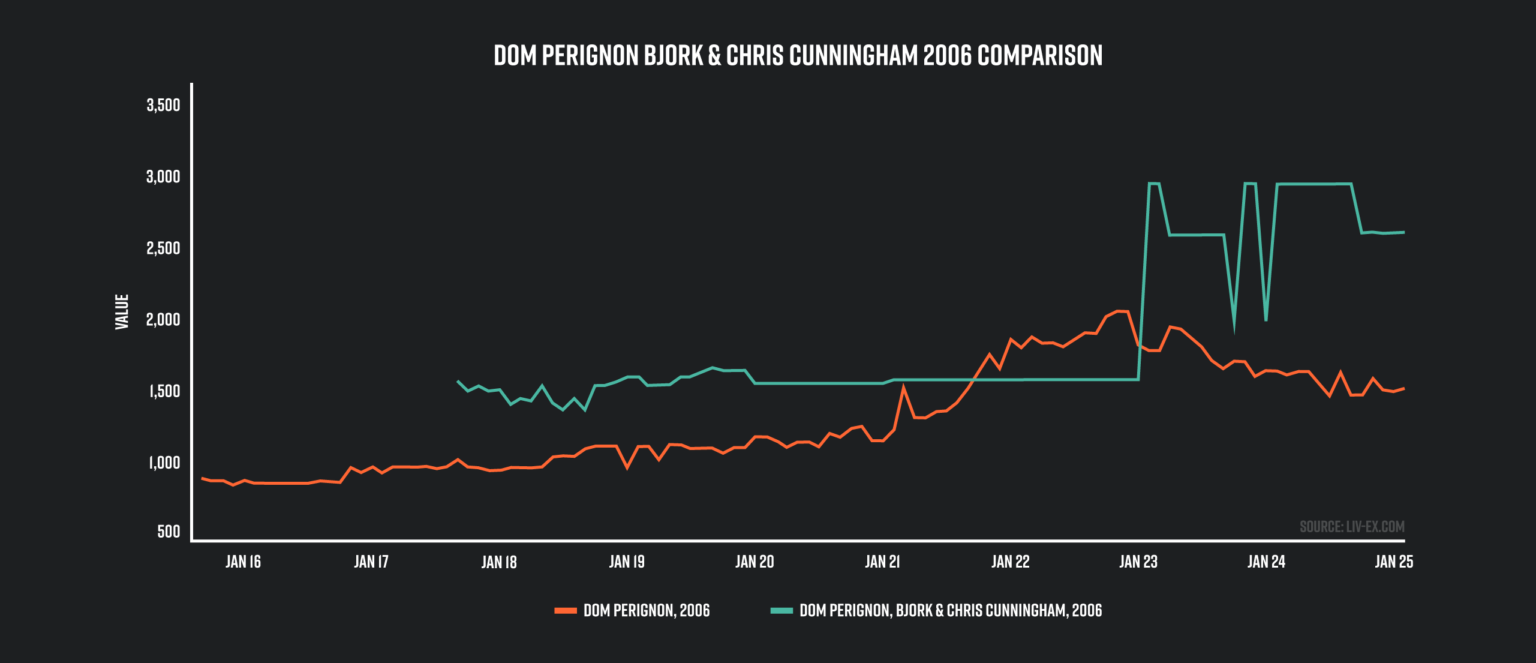 DOM PERIGNON BJORK & CHRIS CUNNINGHAM 2006 COMPARISON
3,500
3,000
2,500
2,000
1,500
1,000
500
VALUE
SOURCE: LIV-EX.COM
JAN 16 JAN 17 JAN 18 JAN 19 JAN 20 JAN 21 JAN 22 JAN 23 JAN 24 JAN 25
DOM PERIGNON, 2006 DOM PERIGNON, BJORK & CHRIS CUNNINGHAM, 2006